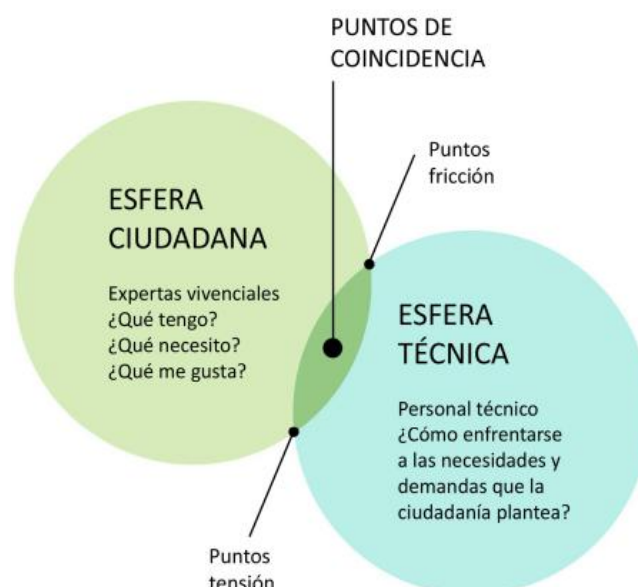 PUNTOS DE
COINCIDENCIA
Puntos
fricción
ESFERA
CIUDADANA
Expertas vivenciales
¿Qué tengo?
¿Qué necesito?
¿Qué me gusta?
ESFERA
TÉCNICA
Personal técnico
¿Cómo enfrentarse
a las necesidades y
demandas que la
ciudadanía plantea?
Puntos
tensión